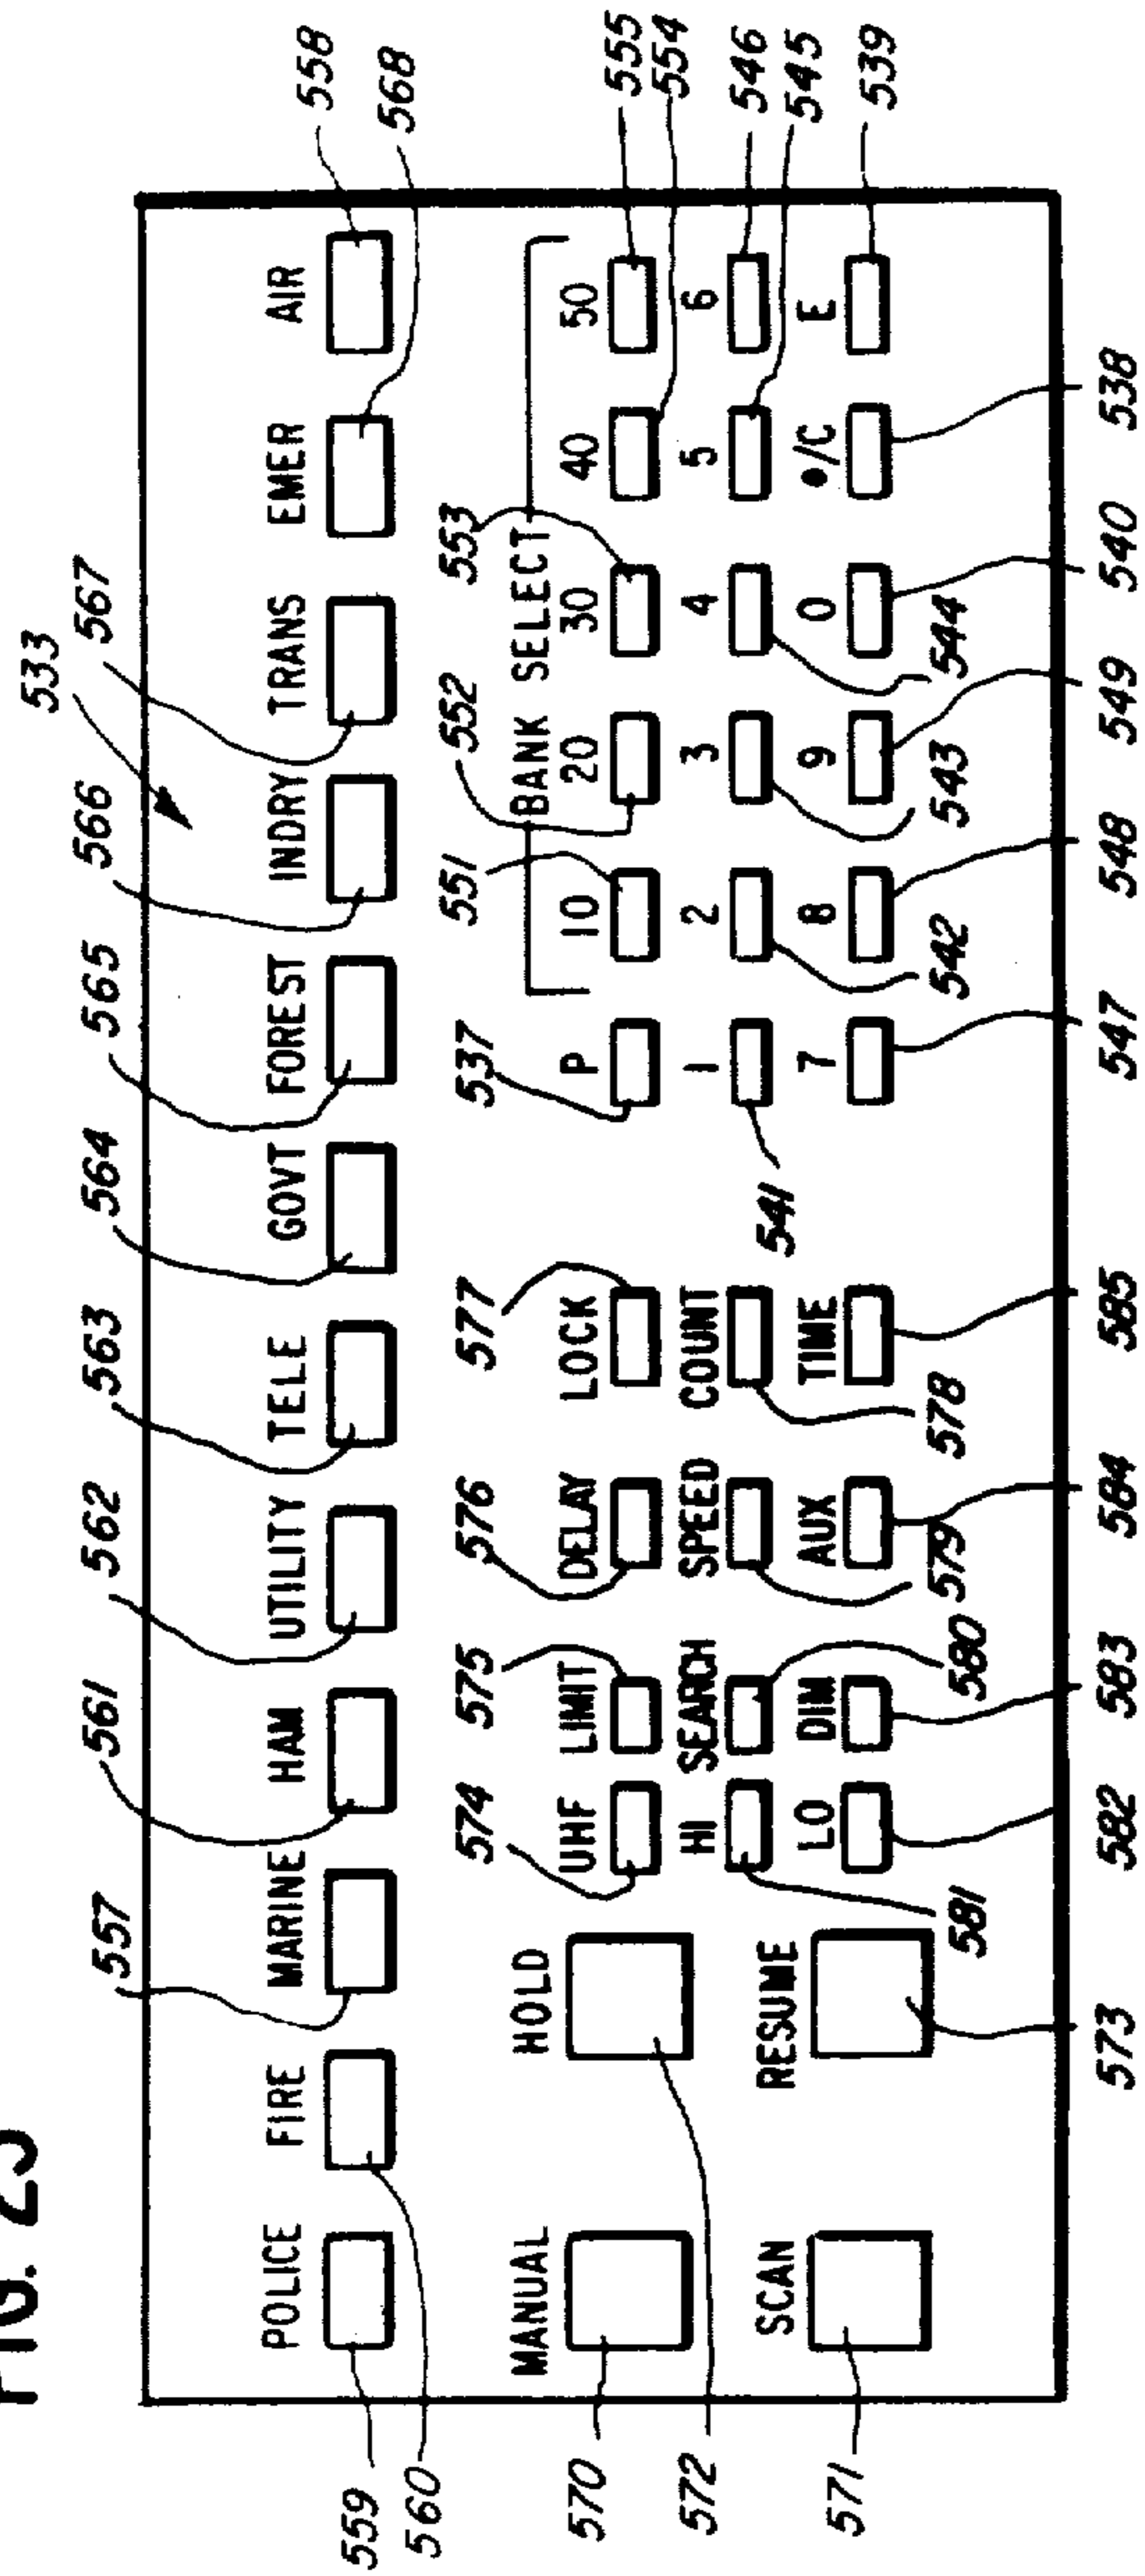 FIG. 23
533
557 561 562 563 564 565 566 567
POLICE FIRE MARINE HAM UTILITY TELE GOVT FOREST INDRY TRANS EMER AIR
559
560
558
568
574 575 576 577 537 551 552 553
BANK SELECT
MANUAL HOLD UHF LIMIT DELAY LOCK P 10 20 30 40 50
570
572
555
554
HI SEARCH SPEED COUNT 1 2 3 4 5 6
541
546
545
SCAN RESUME LO DIM AUX TIME 7 8 9 0 •/C E
571
539
581 580 579 578 542 543 544
573 582 583 584 585 547 548 549 540 538